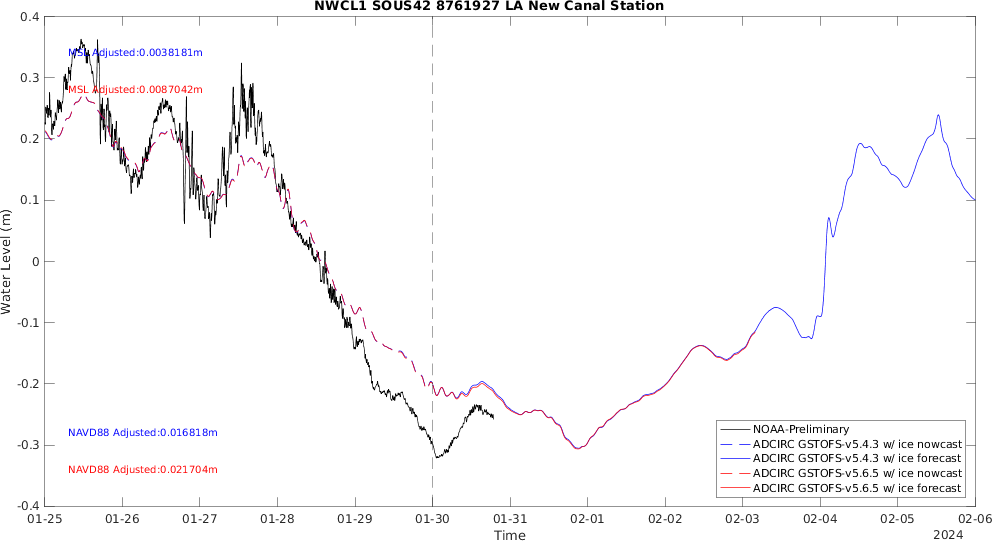 NWCL1 SOUS42 8761927 LA New Canal Station
Water Level (m)
0.4
0.3
0.2
0.1
0
-0.1
-0.2
-0.3
-0.4
MSL Adjusted:0.0038181m
MSL Adjusted:0.0087042m
NAVD88 Adjusted:0.016818m
NAVD88 Adjusted:0.021704m
NOAA-Preliminary
ADCIRC GSTOFS-v5.4.3 w/ ice nowcast
ADCIRC GSTOFS-v5.4.3 w/ ice forecast
ADCIRC GSTOFS-v5.6.5 w/ ice nowcast
ADCIRC GSTOFS-v5.6.5 w/ ice forecast
01-25 01-26 01-27 01-28 01-29 01-30 01-31 02-01 02-02 02-03 02-04 02-05 02-06
Time
2024